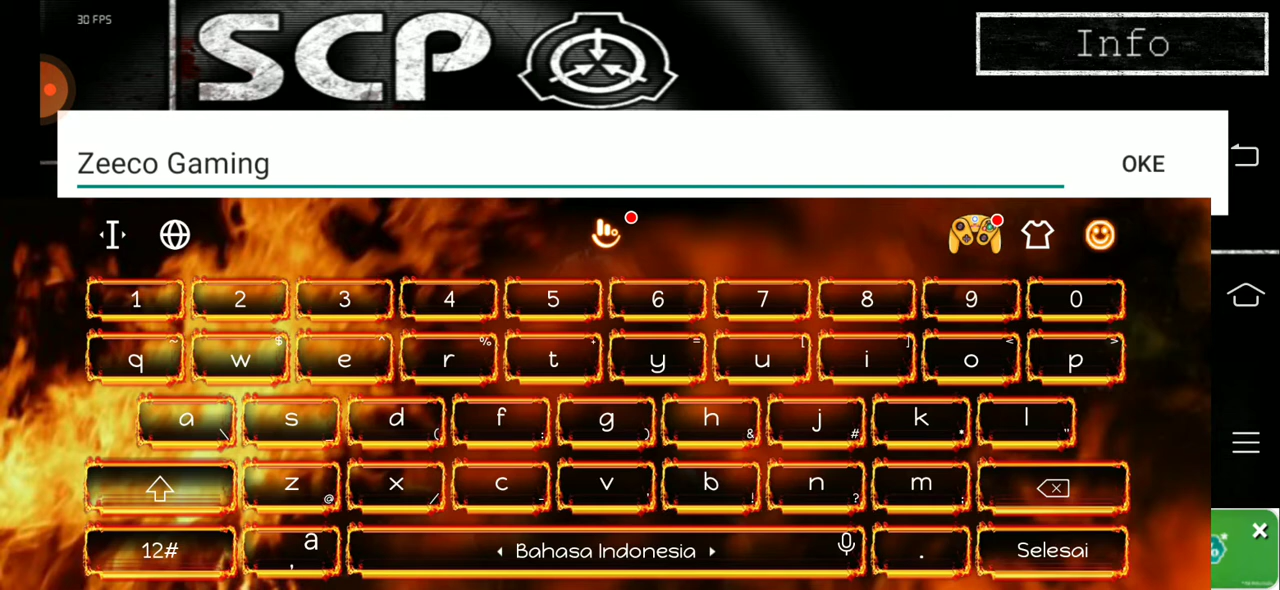 30 FPS
SCP
Info
Zeeco Gaming
OKE
1 2 3 4 5 6 7 8 9 0
q ~ w $ e ^ r % t + y = u [ i ] o < p >
a \ s _ d ( f : g ) h & j # k * l "
z @ x / c - v ' b ! n ? m ;
12# a , Bahasa Indonesia . Selesai